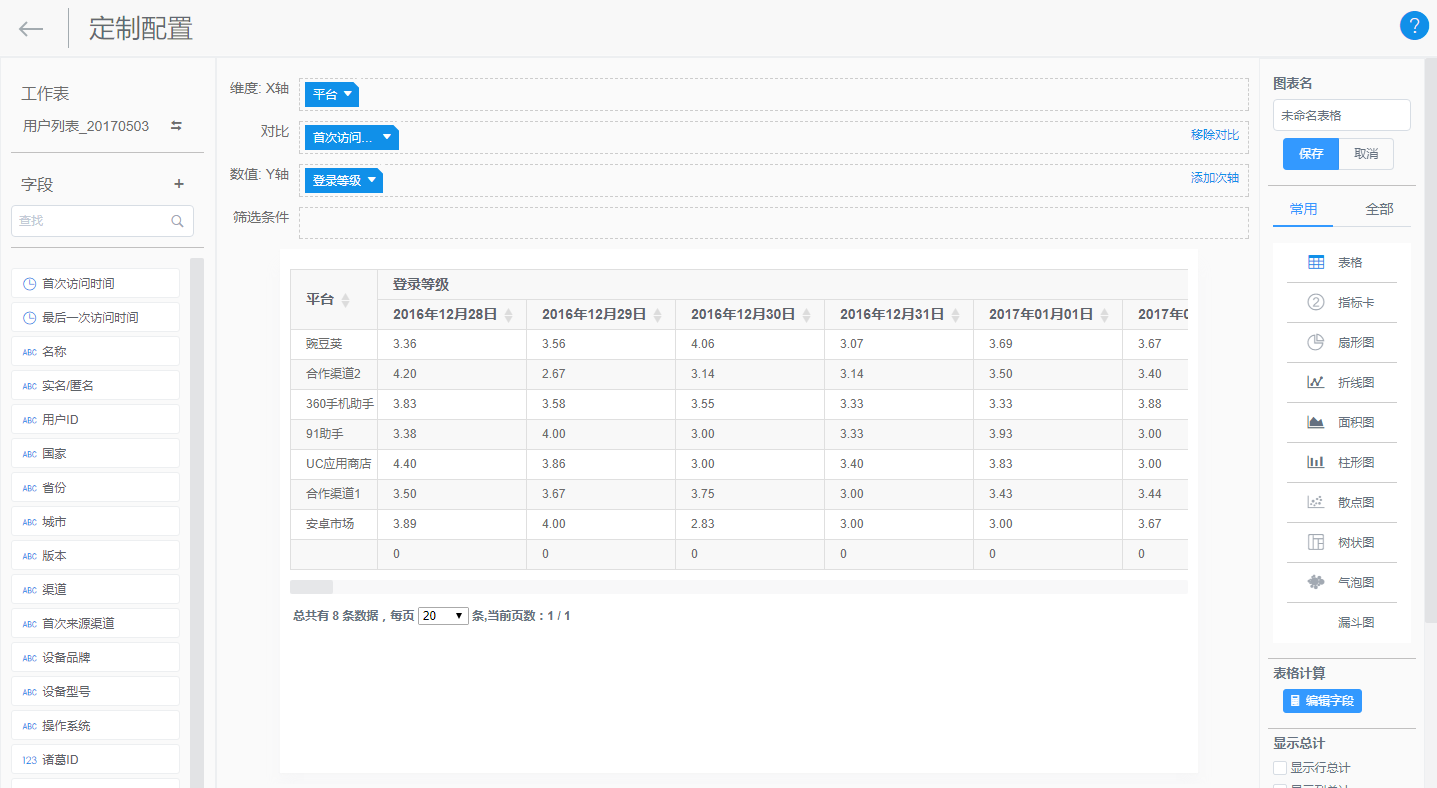 定制配置
?
工作表
用户列表_20170503
字段
+
查找
首次访问时间
最后一次访问时间
ABC 名称
ABC 实名/匿名
ABC 用户ID
ABC 国家
ABC 省份
ABC 城市
ABC 版本
ABC 渠道
ABC 首次来源渠道
ABC 设备品牌
ABC 设备型号
ABC 操作系统
123 诸葛ID
维度: X轴
平台
对比
首次访问...
移除对比
数值: Y轴
登录等级
添加次轴
筛选条件
平台 登录等级
2016年12月28日 2016年12月29日 2016年12月30日 2016年12月31日 2017年01月01日 2017年0
豌豆荚 3.36 3.56 4.06 3.07 3.69 3.67
合作渠道2 4.20 2.67 3.14 3.14 3.50 3.40
360手机助手 3.83 3.58 3.55 3.33 3.33 3.88
91助手 3.38 4.00 3.00 3.33 3.93 3.00
UC应用商店 4.40 3.86 3.00 3.40 3.83 3.00
合作渠道1 3.50 3.67 3.75 3.00 3.43 3.44
安卓市场 3.89 4.00 2.83 3.00 3.00 3.67
0 0 0 0 0 0
总共有 8 条数据，每页 20 条,当前页数：1 / 1
图表名
未命名表格
保存 取消
常用 全部
表格
2 指标卡
扇形图
折线图
面积图
柱形图
散点图
树状图
气泡图
漏斗图
表格计算
编辑字段
显示总计
显示行总计